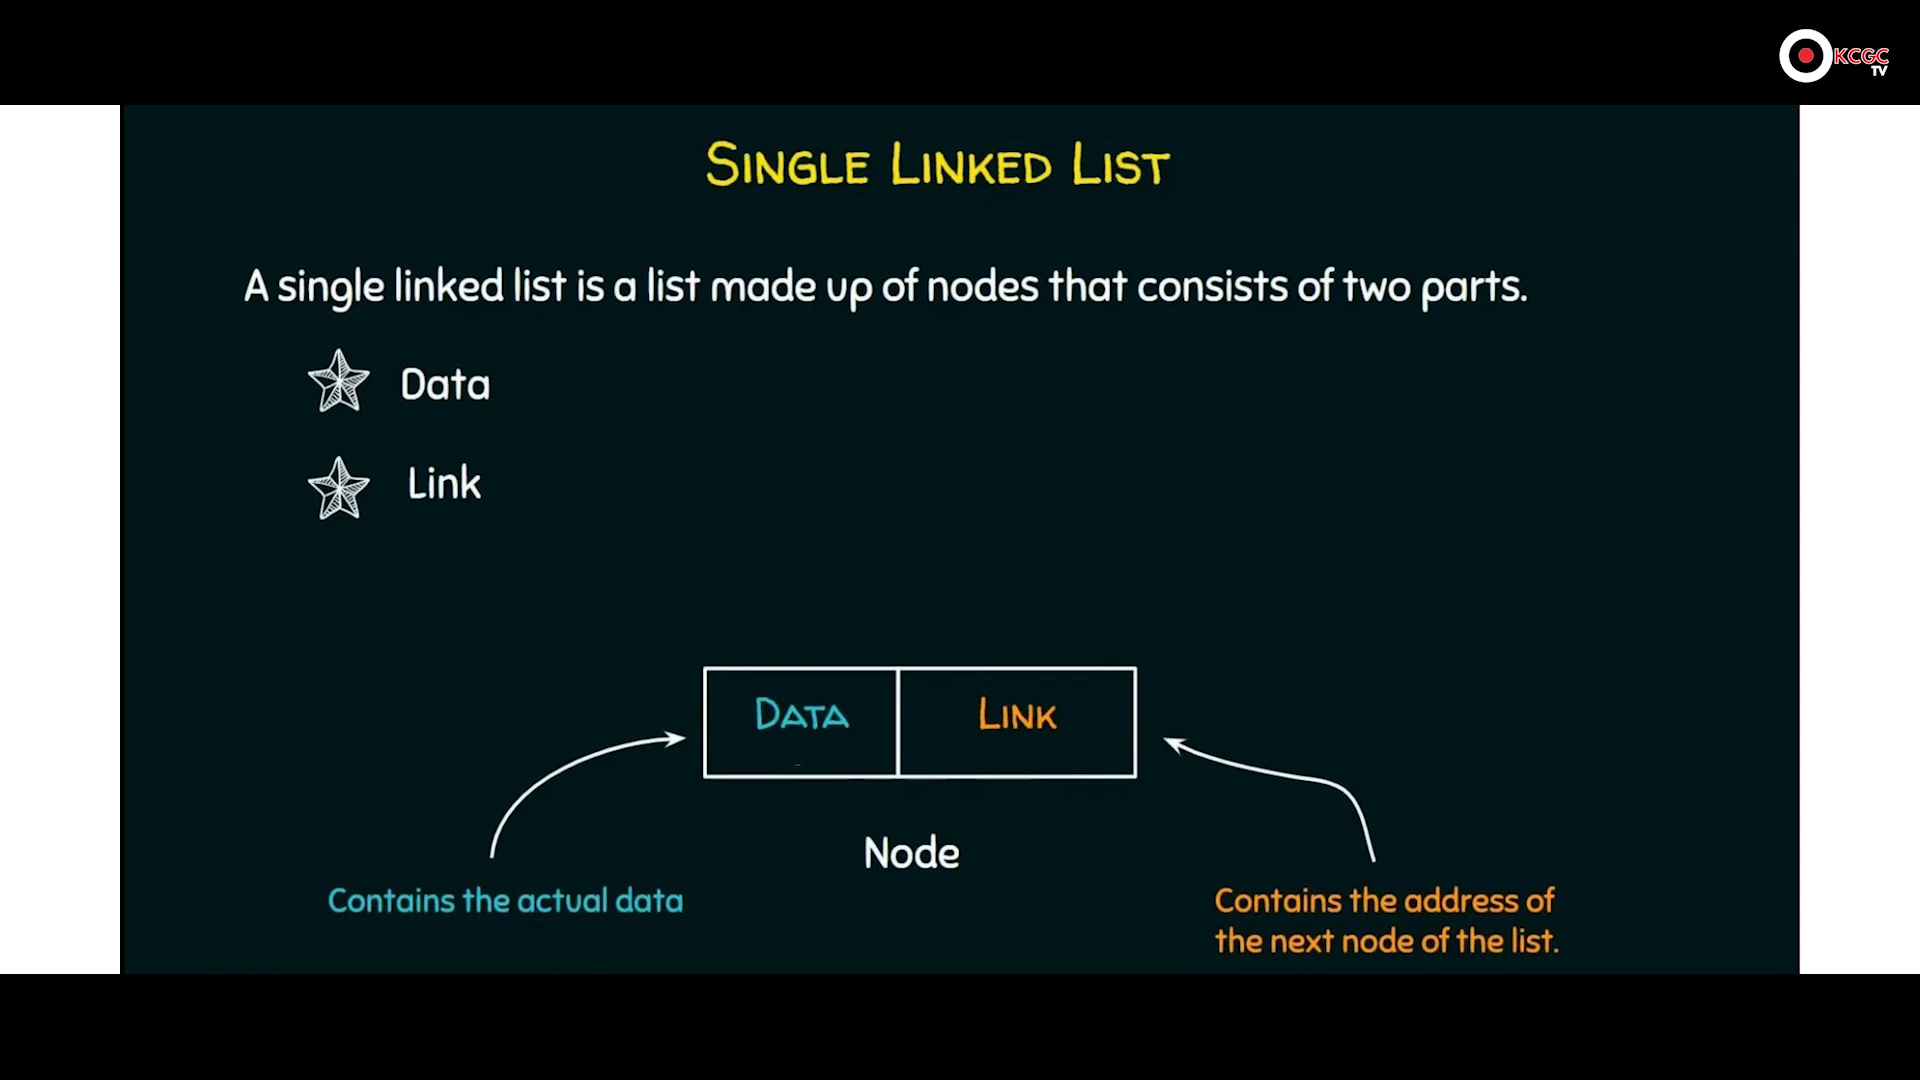 KCGC
TV
SINGLE LINKED LIST
A single linked list is a list made up of nodes that consists of two parts.
Data
Link
DATA
LINK
Node
Contains the actual data
Contains the address of
the next node of the list.